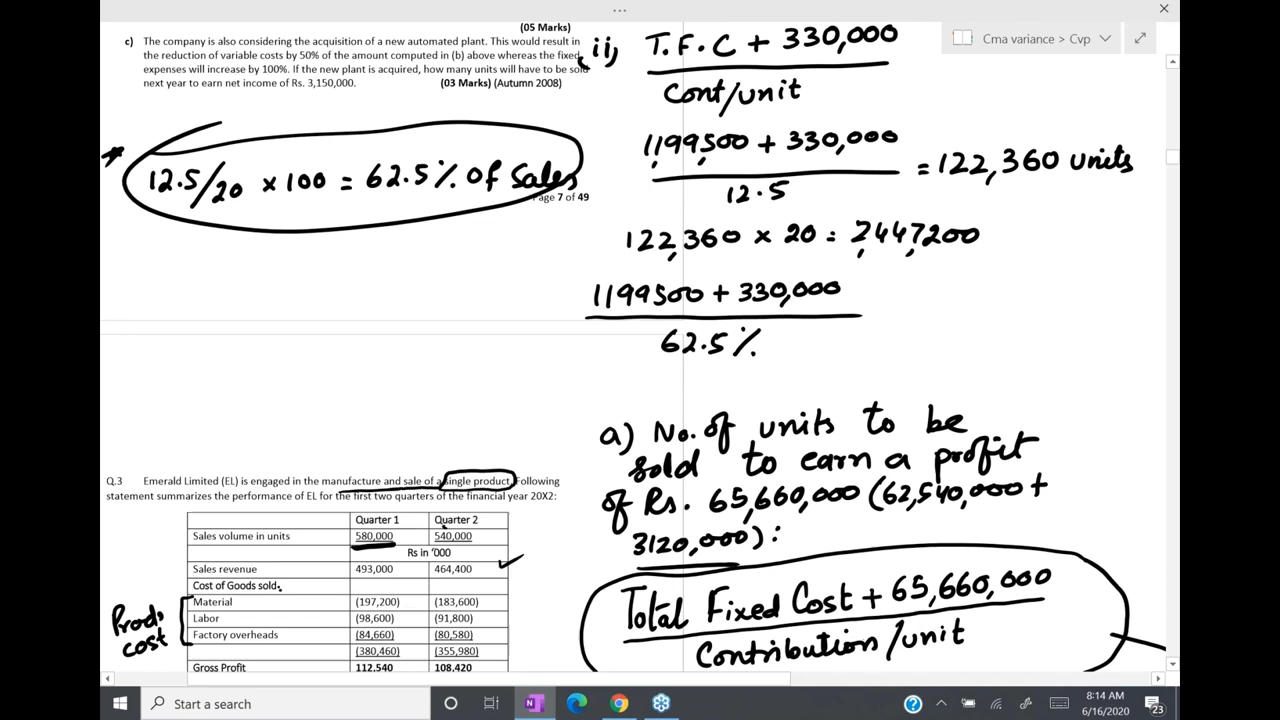 (05 Marks)
c) The company is also considering the acquisition of a new automated plant. This would result in
the reduction of variable costs by 50% of the amount computed in (b) above whereas the fixed
expenses will increase by 100%. If the new plant is acquired, how many units will have to be sold
next year to earn net income of Rs. 3,150,000. (03 Marks) (Autumn 2008)
12.5/20 × 100 = 62.5% Of Sales
Page 7 of 49
ii) T.F.C + 330,000
Cont/unit
1199500 + 330,000
12.5
= 122,360 units
122,360 × 20 = 2,447,200
1199500 + 330,000
62.5%
a) No. of units to be
sold to earn a profit
of Rs. 65,660,000 (62,540,000 +
3120,000):
Total Fixed Cost + 65,660,000
Contribution/unit
Q.3 Emerald Limited (EL) is engaged in the manufacture and sale of a single product. Following
statement summarizes the performance of EL for the first two quarters of the financial year 20X2:
Quarter 1 Quarter 2
Sales volume in units 580,000 540,000
Rs in '000
Sales revenue 493,000 464,400
Cost of Goods sold.
Material (197,200) (183,600)
Labor (98,600) (91,800)
Factory overheads (84,660) (80,580)
(380,460) (355,980)
Gross Profit 112,540 108,420
Prod. cost
Cma variance > Cvp
Start a search
8:14 AM
6/16/2020
23